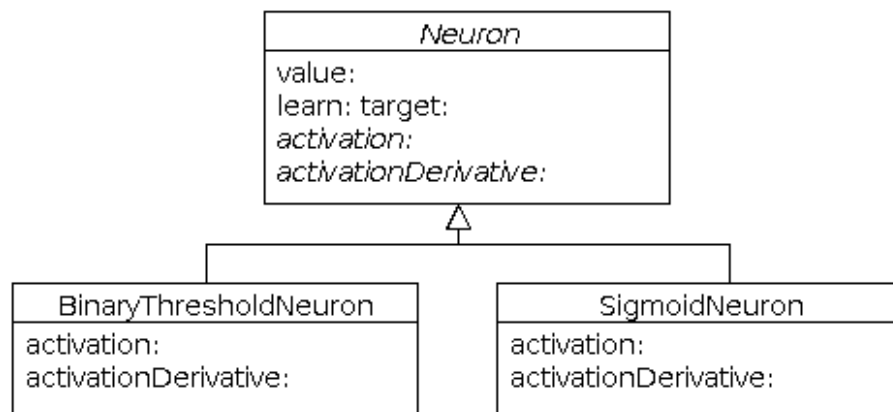 Neuron
value:
learn: target:
activation:
activationDerivative:
BinaryThresholdNeuron
activation:
activationDerivative:
SigmoidNeuron
activation:
activationDerivative: